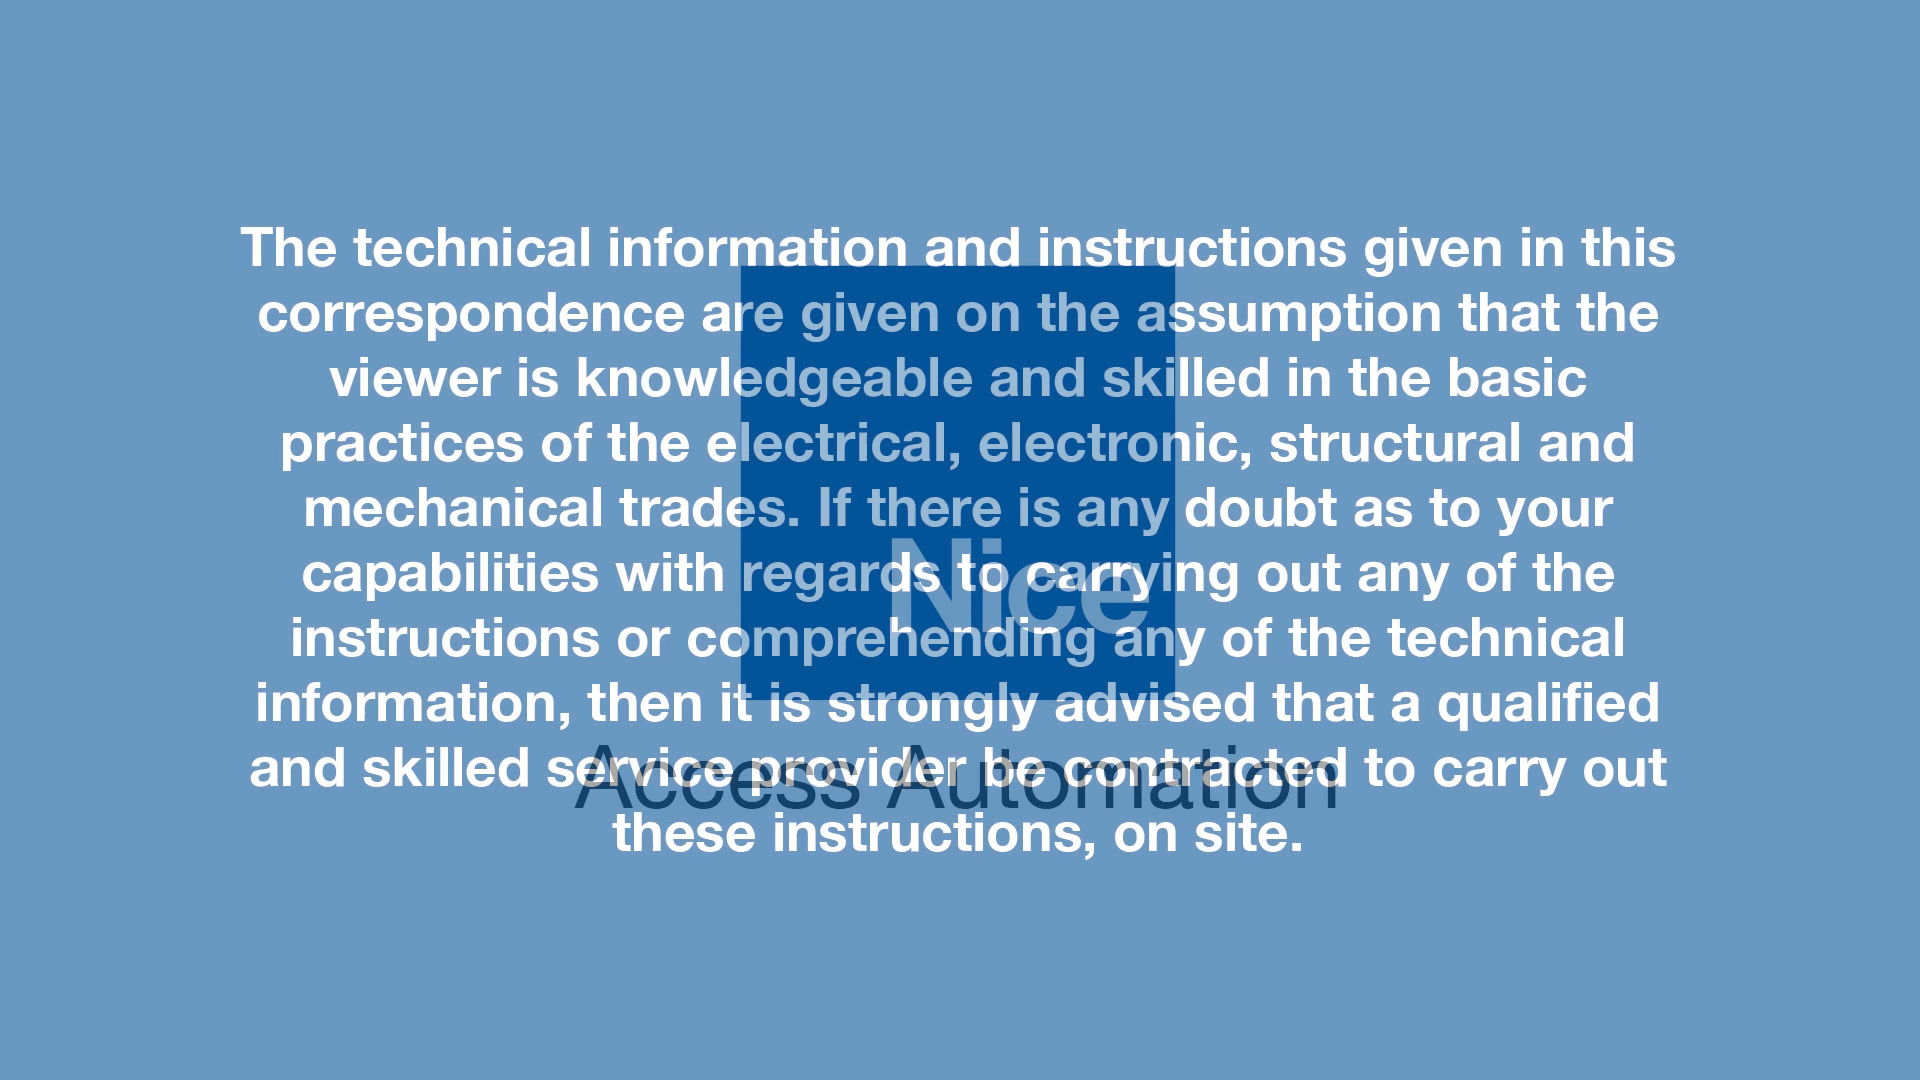 The technical information and instructions given in this
correspondence are given on the assumption that the
viewer is knowledgeable and skilled in the basic
practices of the electrical, electronic, structural and
mechanical trades. If there is any doubt as to your
capabilities with regards to carrying out any of the
instructions or comprehending any of the technical
information, then it is strongly advised that a qualified
and skilled service provider be contracted to carry out
these instructions, on site.
Nice
Access Automation